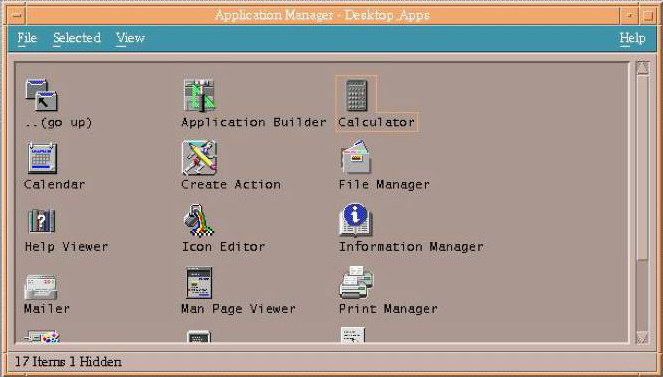 Application Manager - Desktop_Apps
File Selected View Help
..(go up) Application Builder Calculator
Calendar Create Action File Manager
Help Viewer Icon Editor Information Manager
Mailer Man Page Viewer Print Manager
17 Items 1 Hidden